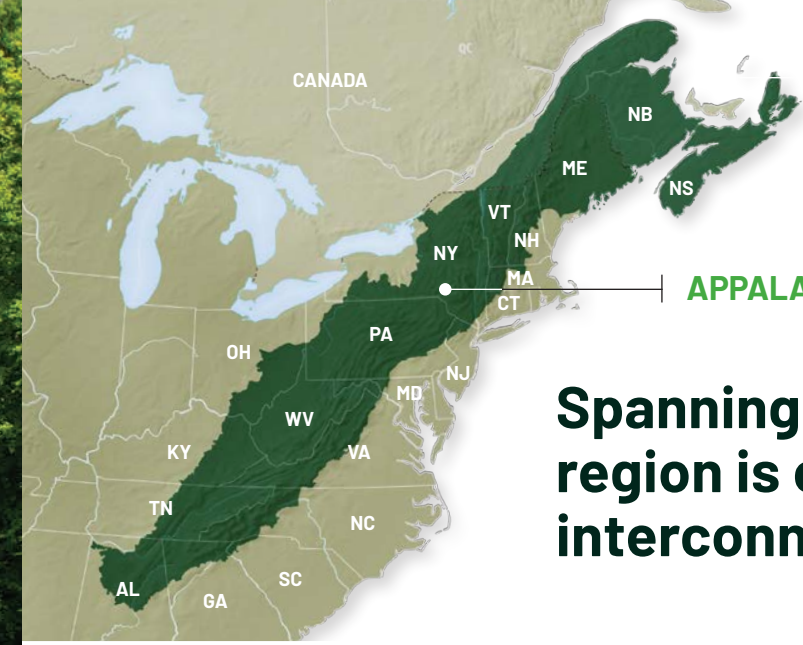 QC
CANADA
NB
ME
NS
VT
NH
NY
MA
CT
PA
OH
NJ
MD
WV
KY
VA
TN
NC
SC
AL
GA
APPALA
Spanning
region is
interconn